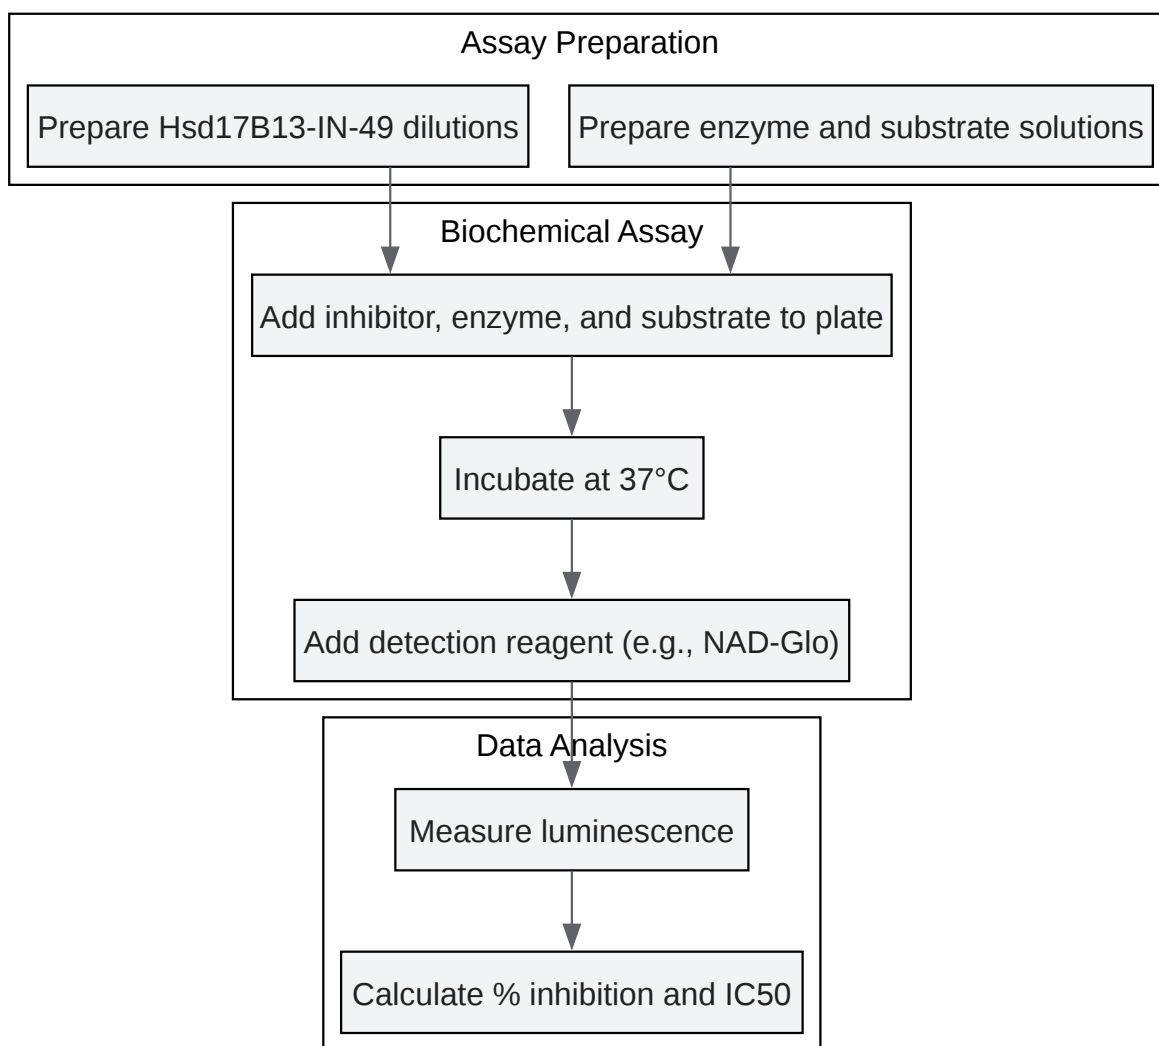 Assay Preparation
Prepare Hsd17B13-IN-49 dilutions
Prepare enzyme and substrate solutions
Biochemical Assay
Add inhibitor, enzyme, and substrate to plate
Incubate at 37°C
Add detection reagent (e.g., NAD-Glo)
Data Analysis
Measure luminescence
Calculate % inhibition and IC50